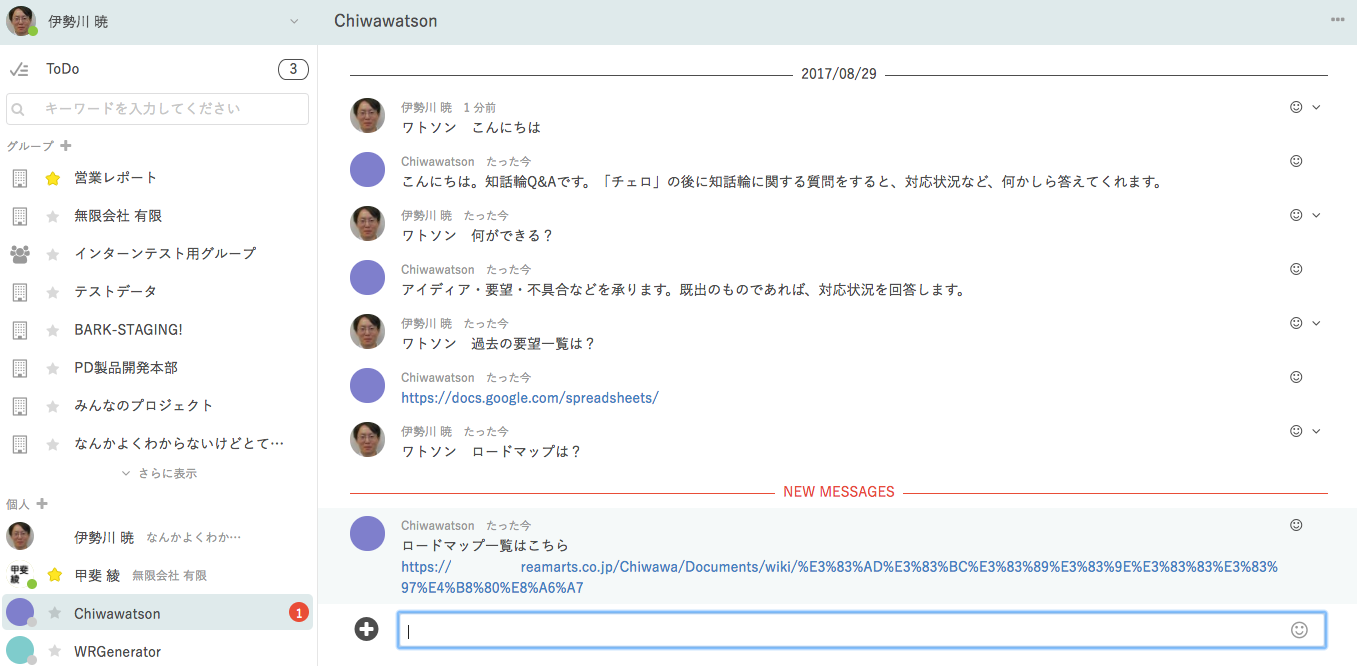 伊勢川 暁
Chiwawatson
ToDo
3
キーワードを入力してください
グループ
営業レポート
無限会社 有限
インターンテスト用グループ
テストデータ
BARK-STAGING!
PD製品開発本部
みんなのプロジェクト
なんかよくわからないけどとて…
さらに表示
個人
伊勢川 暁 なんかよくわか…
甲斐 綾
甲斐 綾 無限会社 有限
Chiwawatson
1
WRGenerator
2017/08/29
伊勢川 暁 1 分前
ワトソン　こんにちは
Chiwawatson たった今
こんにちは。知話輪Q&Aです。「チェロ」の後に知話輪に関する質問をすると、対応状況など、何かしら答えてくれます。
伊勢川 暁 たった今
ワトソン　何ができる？
Chiwawatson たった今
アイディア・要望・不具合などを承ります。既出のものであれば、対応状況を回答します。
伊勢川 暁 たった今
ワトソン　過去の要望一覧は？
Chiwawatson たった今
https://docs.google.com/spreadsheets/
伊勢川 暁 たった今
ワトソン　ロードマップは？
NEW MESSAGES
Chiwawatson たった今
ロードマップ一覧はこちら
https:// reamarts.co.jp/Chiwawa/Documents/wiki/%E3%83%AD%E3%83%BC%E3%83%89%E3%83%9E%E3%83%83%E3%83%
97%E4%B8%80%E8%A6%A7